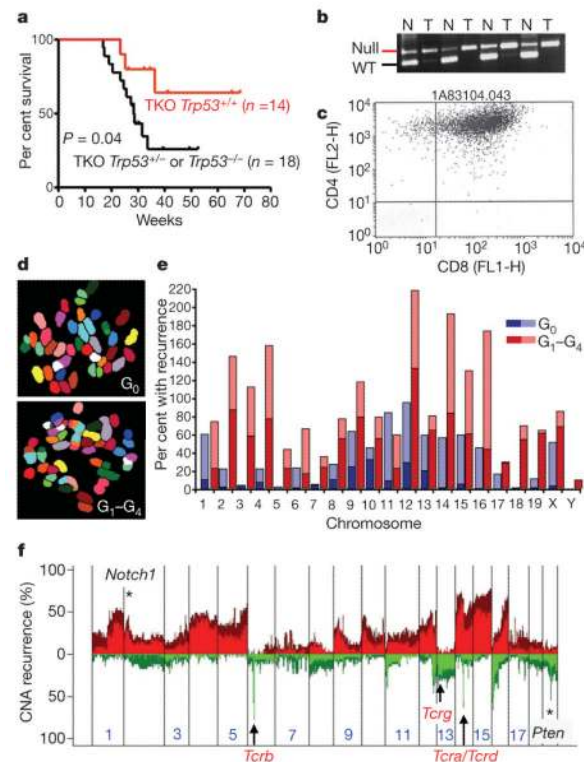 a
Per cent survival
100
50
0
TKO Trp53+/+ (n =14)
P = 0.04
TKO Trp53+/– or Trp53–/– (n = 18)
0 10 20 30 40 50 60 70 80
Weeks
b
N T N T N T N T
Null
WT
c
1A83104.043
CD4 (FL2-H)
10⁴
10³
10²
10¹
10⁰
10⁰ 10¹ 10² 10³ 10⁴
CD8 (FL1-H)
d
G₀
G₁–G₄
e
Per cent with recurrence
220
200
180
160
140
120
100
80
60
40
20
0
G₀
G₁–G₄
1 2 3 4 5 6 7 8 9 10 11 12 13 14 15 16 17 18 19 X Y
Chromosome
f
CNA recurrence (%)
100
50
0
50
100
Notch1
*
Tcrg
*
1 3 5 7 9 11 13 15 17 Pten
Tcrb
Tcra/Tcrd